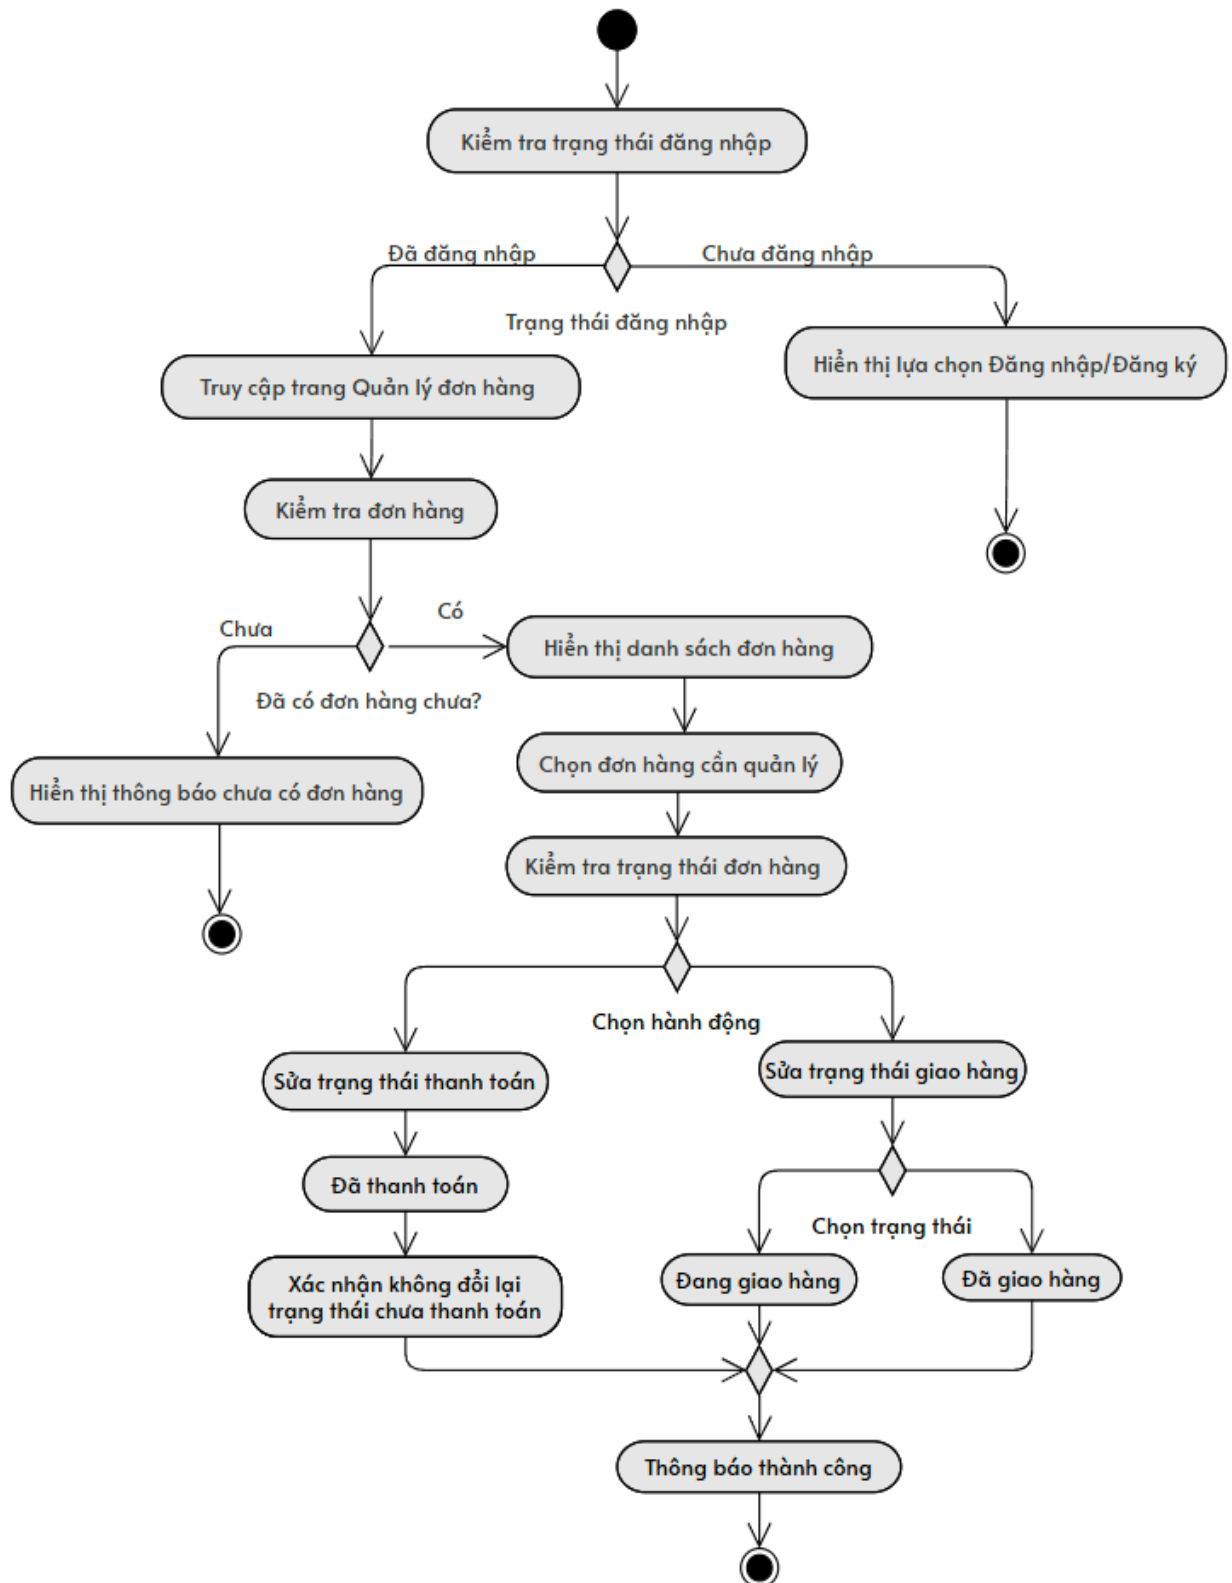 Kiểm tra trạng thái đăng nhập
Đã đăng nhập
Chưa đăng nhập
Trạng thái đăng nhập
Hiển thị lựa chọn Đăng nhập/Đăng ký
Truy cập trang Quản lý đơn hàng
Kiểm tra đơn hàng
Có
Chưa
Hiển thị danh sách đơn hàng
Đã có đơn hàng chưa?
Chọn đơn hàng cần quản lý
Hiển thị thông báo chưa có đơn hàng
Kiểm tra trạng thái đơn hàng
Chọn hành động
Sửa trạng thái thanh toán
Sửa trạng thái giao hàng
Đã thanh toán
Chọn trạng thái
Xác nhận không đổi lại
trạng thái chưa thanh toán
Đang giao hàng
Đã giao hàng
Thông báo thành công